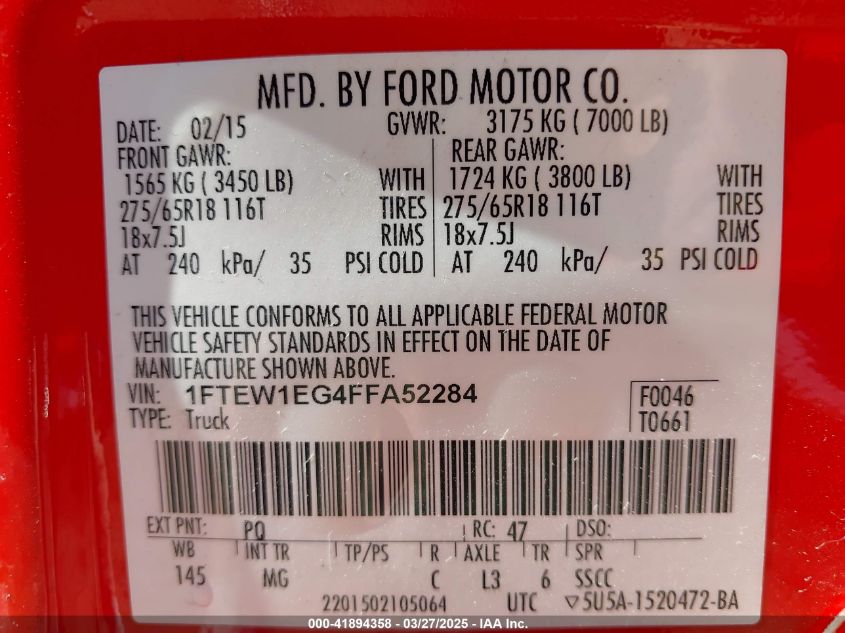 MFD. BY FORD MOTOR CO.
DATE: 02/15 GVWR: 3175 KG ( 7000 LB)
FRONT GAWR: REAR GAWR:
1565 KG ( 3450 LB) WITH 1724 KG ( 3800 LB) WITH
275/65R18 116T TIRES 275/65R18 116T TIRES
18x7.5J RIMS 18x7.5J RIMS
AT 240 kPa/ 35 PSI COLD AT 240 kPa/ 35 PSI COLD
THIS VEHICLE CONFORMS TO ALL APPLICABLE FEDERAL MOTOR
VEHICLE SAFETY STANDARDS IN EFFECT ON THE DATE OF
MANUFACTURE SHOWN ABOVE.
VIN: 1FTEW1EG4FFA52284 F0046
TYPE: Truck T0661
EXT PNT: PQ RC: 47 DSO:
WB INT TR TP/PS R AXLE TR SPR
145 MG C L3 6 SSCC
2201502105064 UTC ▽5U5A-1520472-BA
000-41894358 - 03/27/2025 - IAAI, Inc.